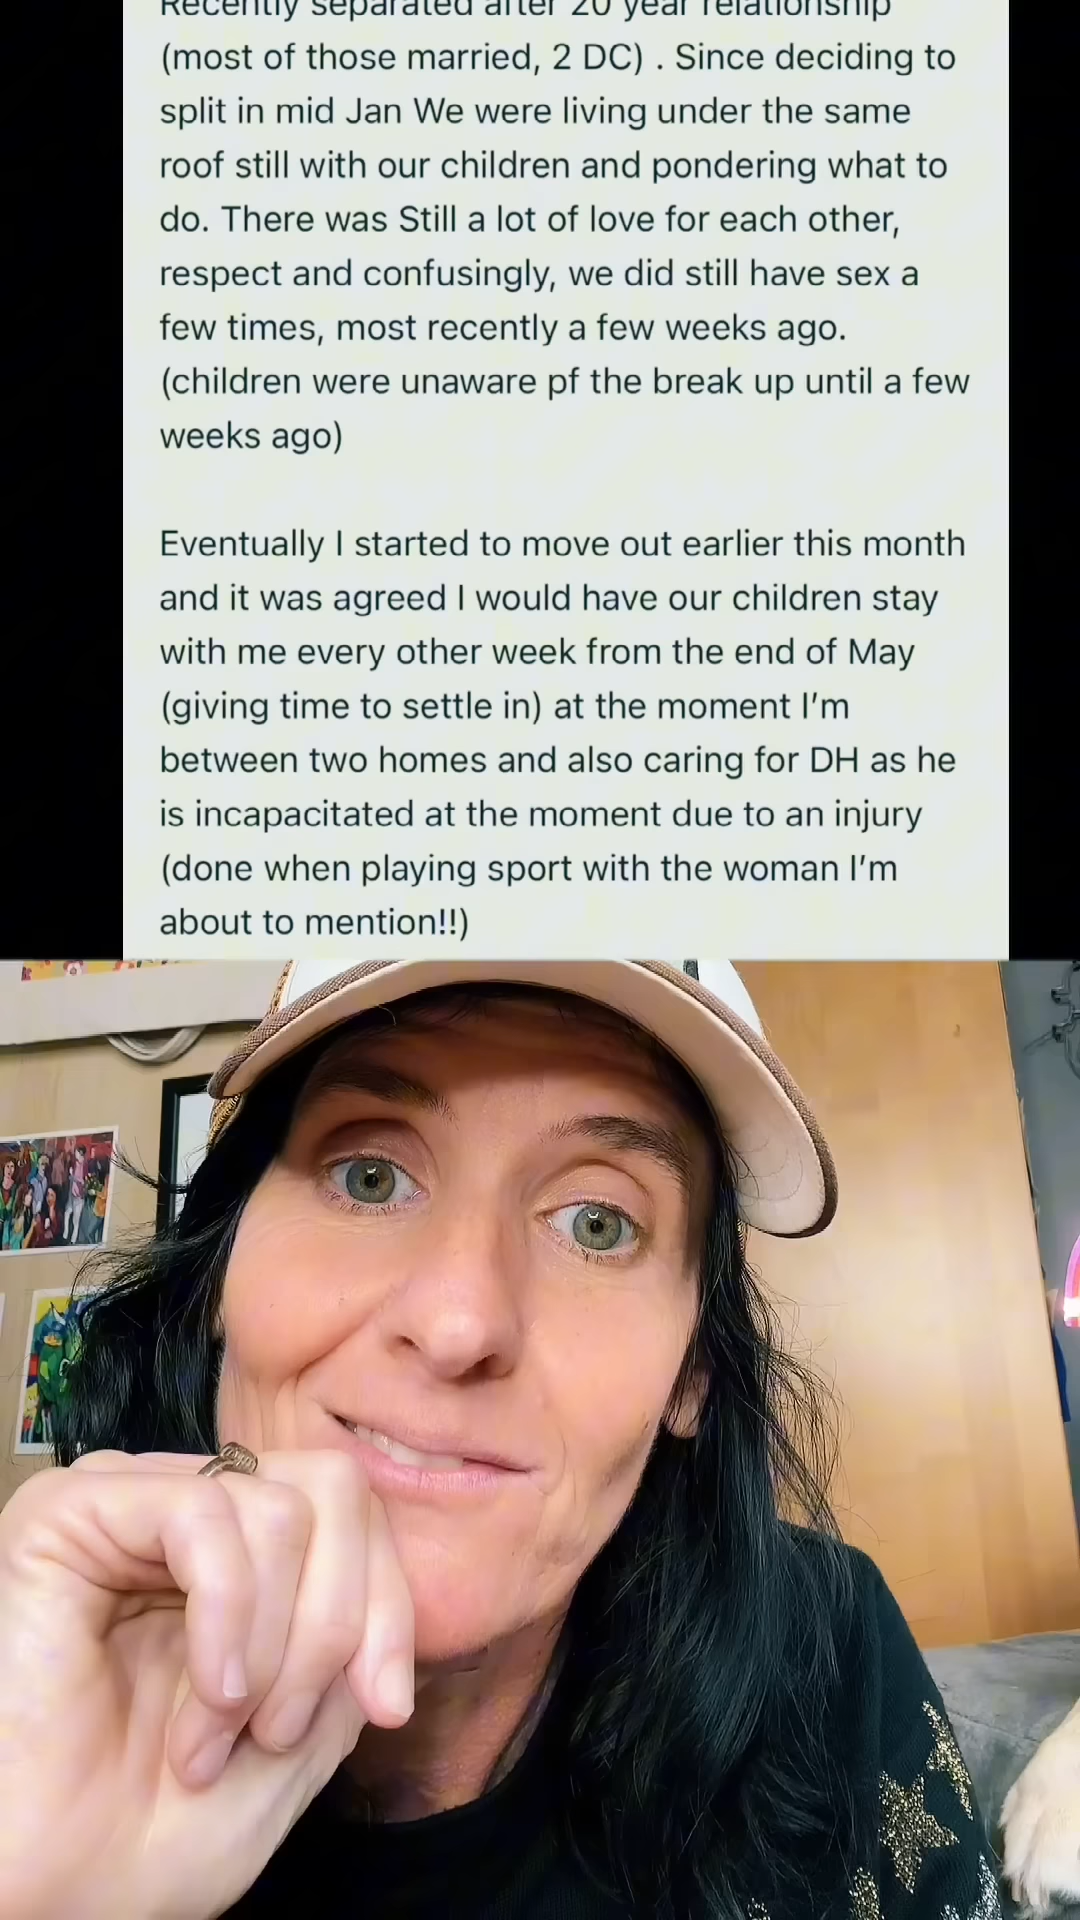 Recently separated after 20 year relationship
(most of those married, 2 DC) . Since deciding to
split in mid Jan We were living under the same
roof still with our children and pondering what to
do. There was Still a lot of love for each other,
respect and confusingly, we did still have sex a
few times, most recently a few weeks ago.
(children were unaware pf the break up until a few
weeks ago)
Eventually I started to move out earlier this month
and it was agreed I would have our children stay
with me every other week from the end of May
(giving time to settle in) at the moment I’m
between two homes and also caring for DH as he
is incapacitated at the moment due to an injury
(done when playing sport with the woman I’m
about to mention!!)